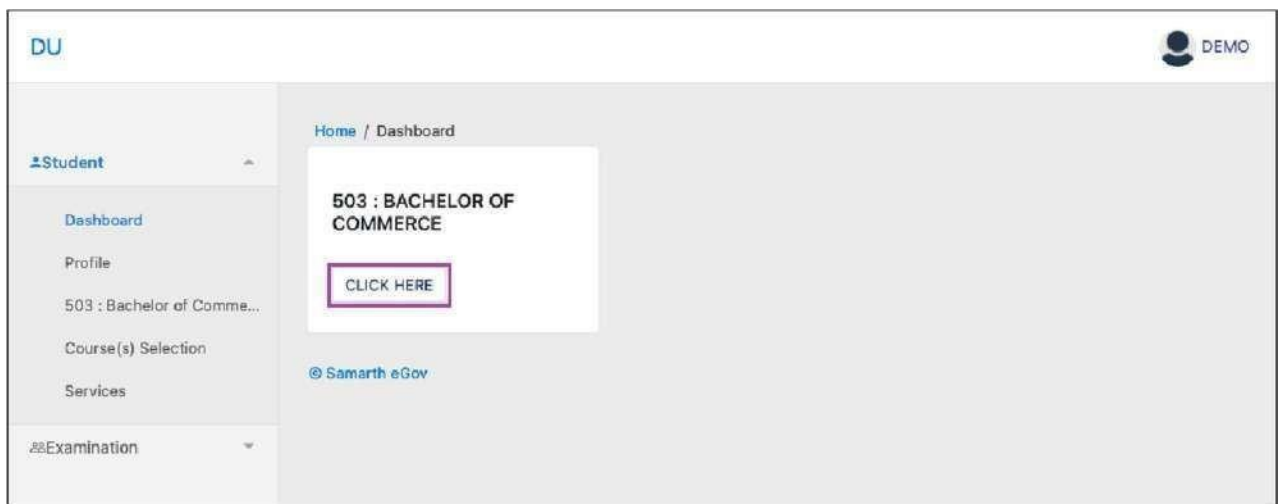 DU
DEMO
Student
Dashboard
Profile
503 : Bachelor of Comme...
Course(s) Selection
Services
Examination
Home / Dashboard
503 : BACHELOR OF
COMMERCE
CLICK HERE
© Samarth eGov